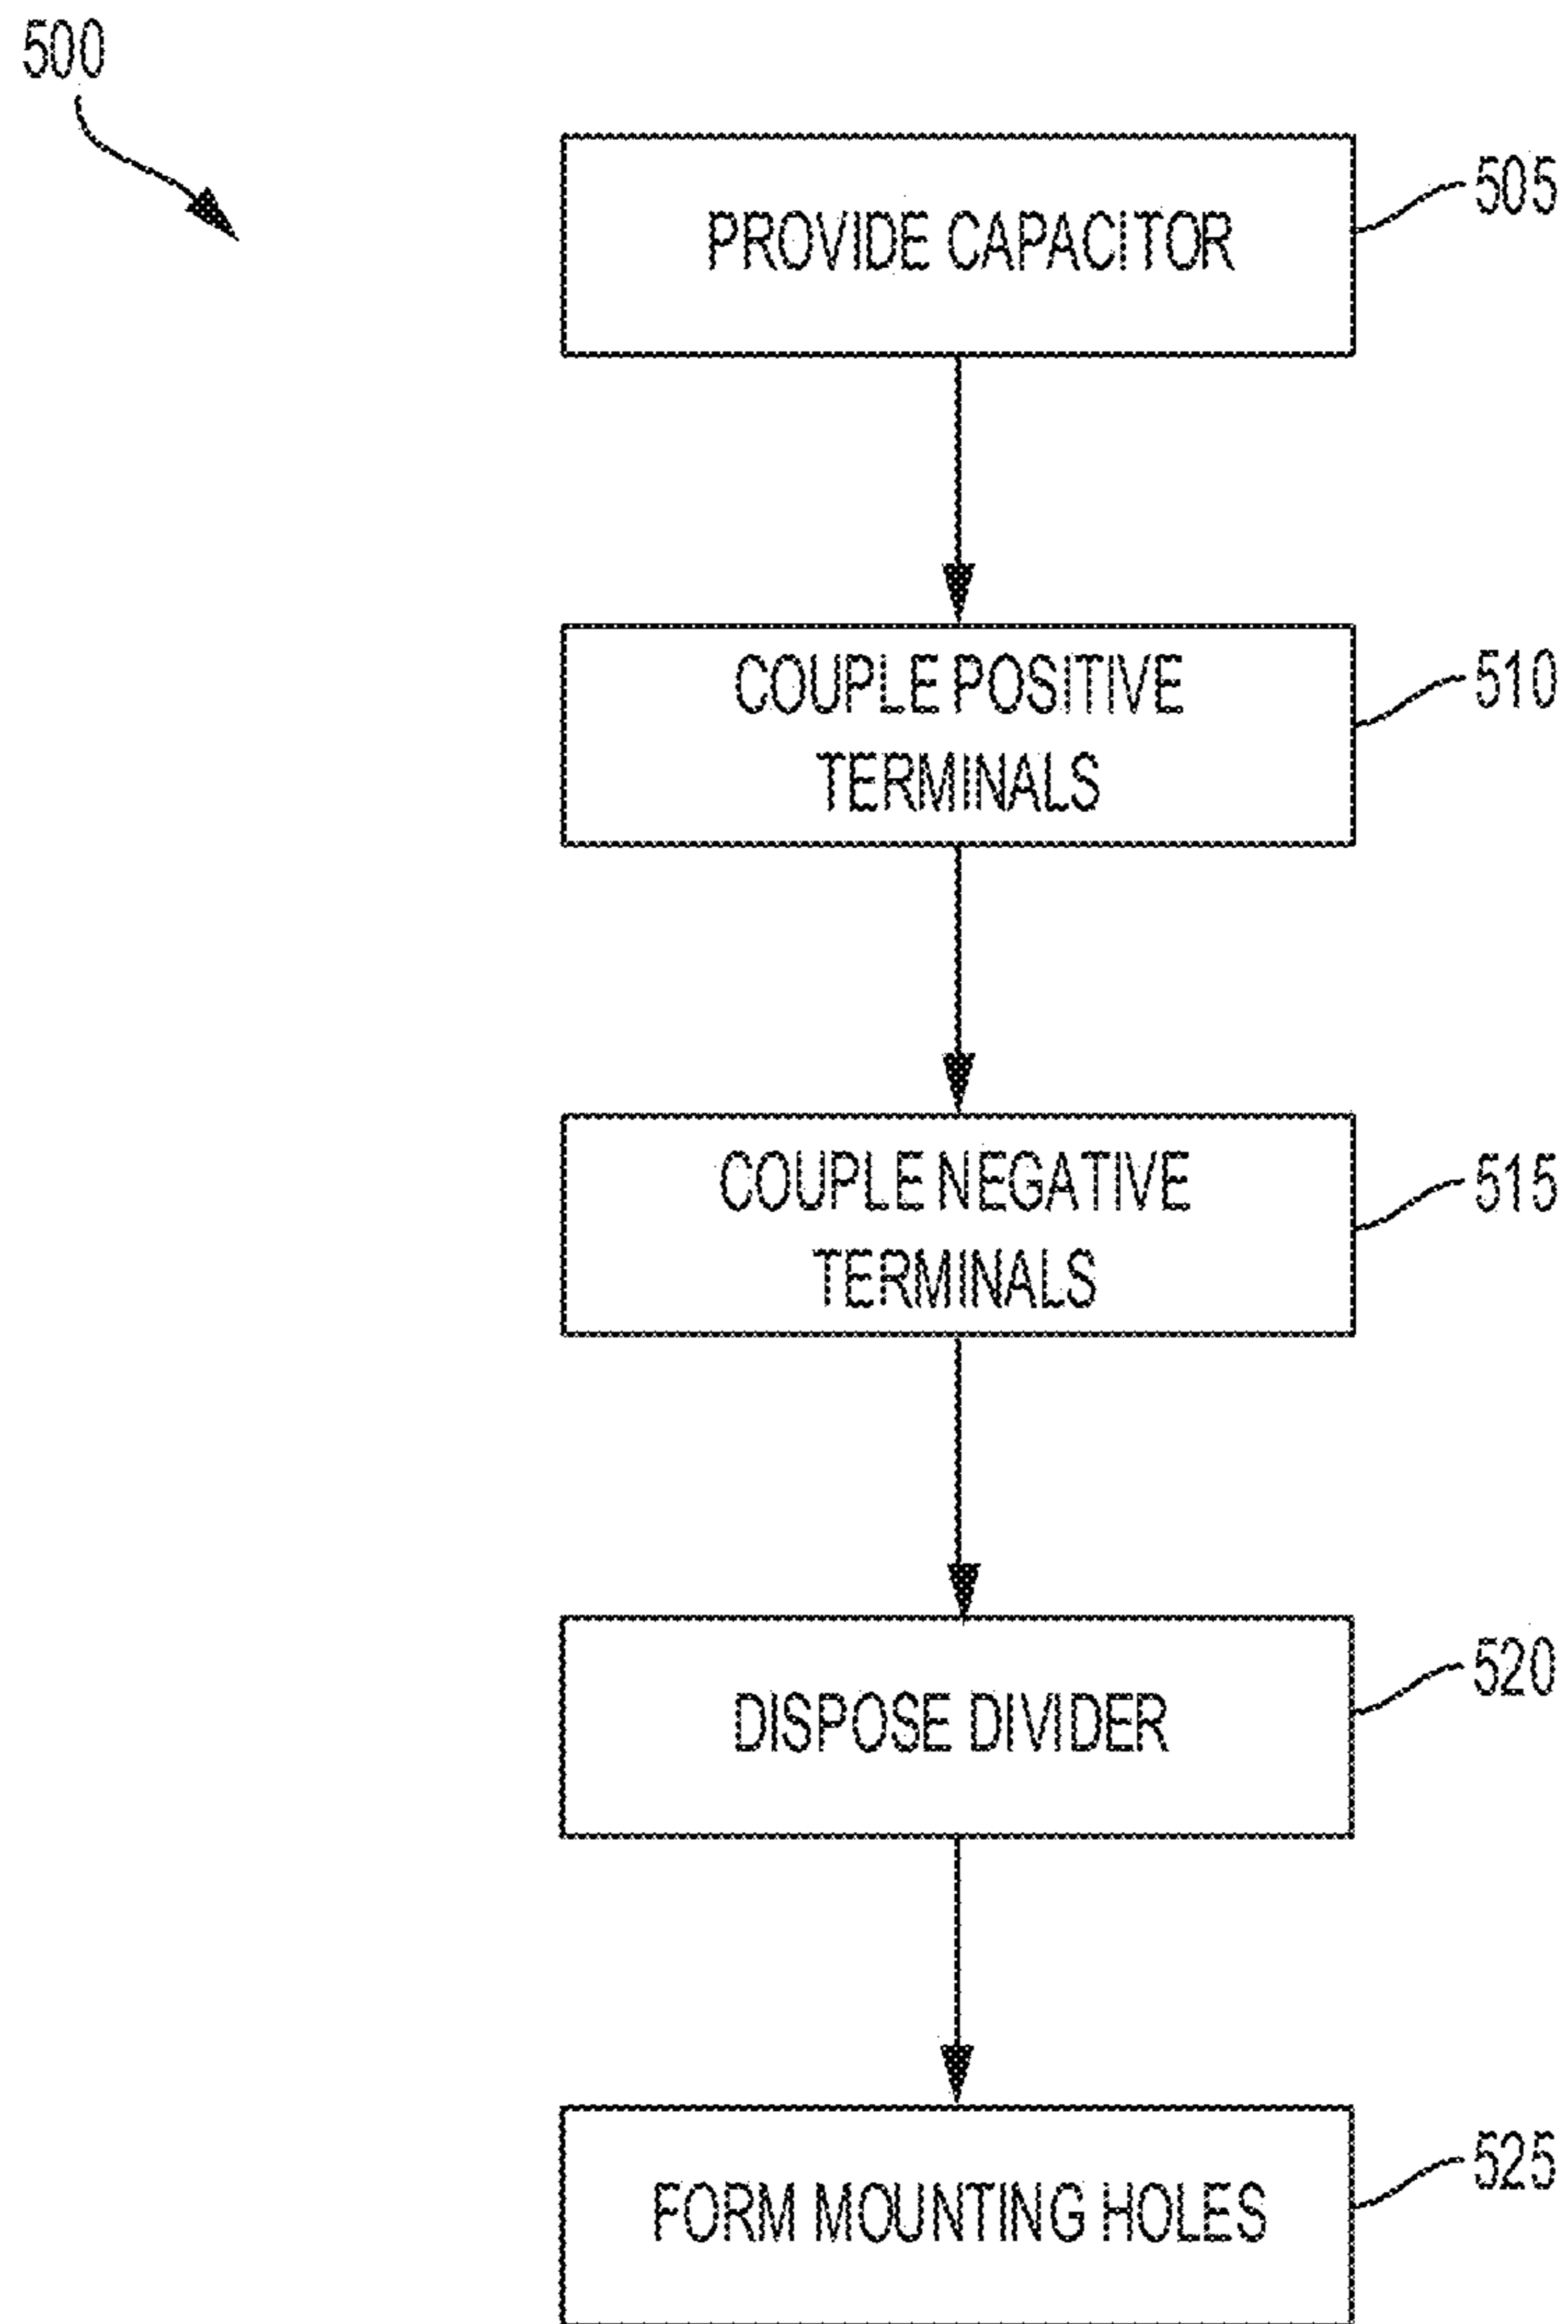 500
PROVIDE CAPACITOR
505
COUPLE POSITIVE
TERMINALS
510
COUPLE NEGATIVE
TERMINALS
515
DISPOSE DIVIDER
520
FORM MOUNTING HOLES
525